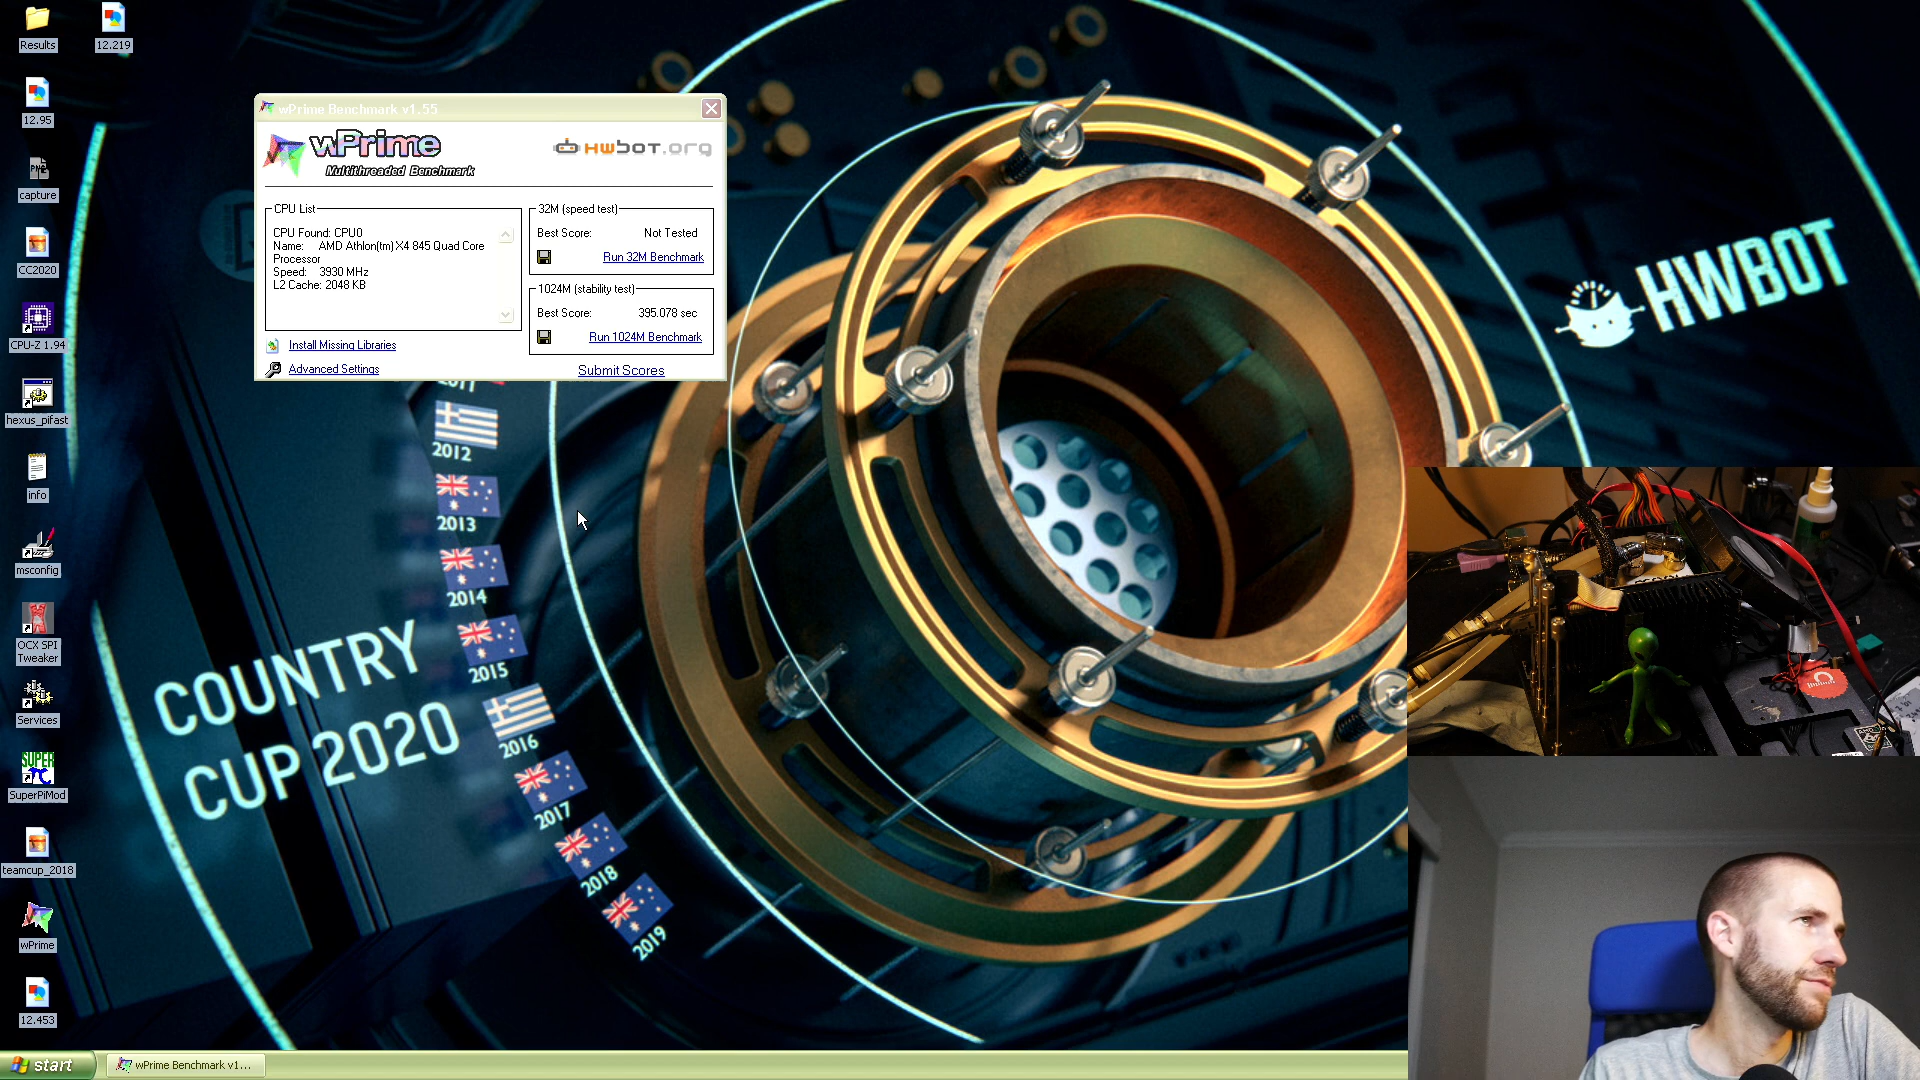 Results
12.219
12.95
capture
CC2020
CPU-Z 1.94
hexus_pifast
info
msconfig
OCX SPI
Tweaker
Services
SUPER
SuperPiMod
teamcup_2018
wPrime
12.453
wPrime Benchmark v1.55
wPrime
Multithreaded Benchmark
HWBOT.org
CPU List
CPU Found: CPU0
Name: AMD Athlon(tm) X4 845 Quad Core
Processor
Speed: 3930 MHz
L2 Cache: 2048 KB
32M (speed test)
Best Score: Not Tested
Run 32M Benchmark
1024M (stability test)
Best Score: 395.078 sec
Run 1024M Benchmark
Install Missing Libraries
Advanced Settings
Submit Scores
2011
2012
2013
2014
2015
2016
2017
2018
2019
COUNTRY
CUP 2020
HWBOT
start
wPrime Benchmark v1...